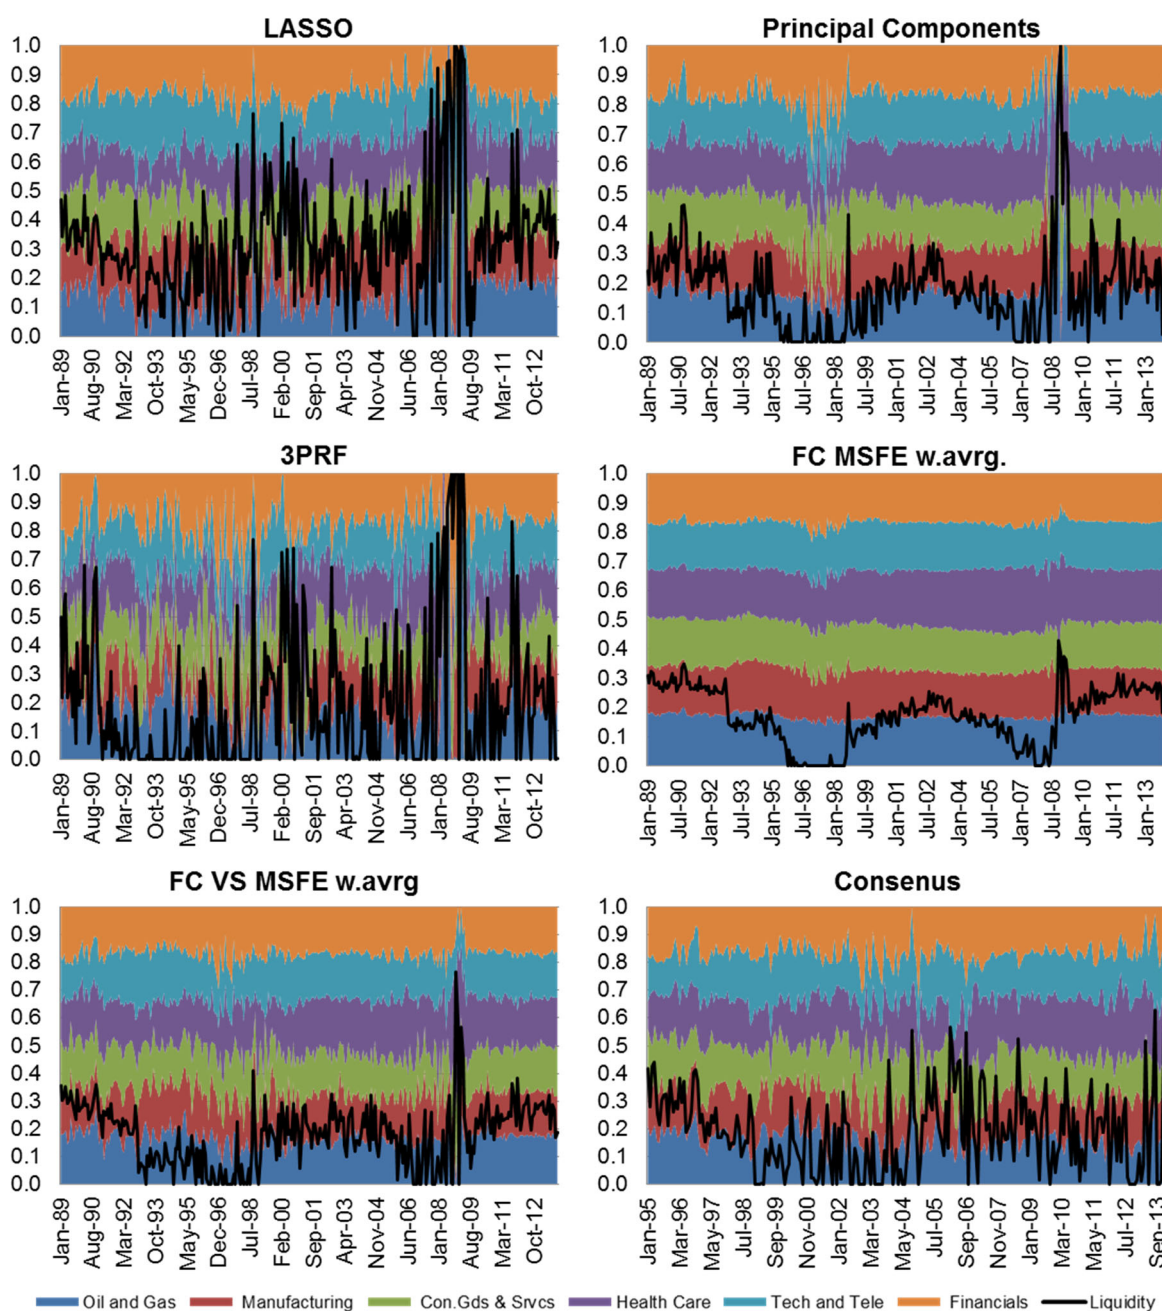 LASSO
1.0
0.9
0.8
0.7
0.6
0.5
0.4
0.3
0.2
0.1
0.0
Jan-89
Aug-90
Mar-92
Oct-93
May-95
Dec-96
Jul-98
Feb-00
Sep-01
Apr-03
Nov-04
Jun-06
Jan-08
Aug-09
Mar-11
Oct-12
Principal Components
1.0
0.9
0.8
0.7
0.6
0.5
0.4
0.3
0.2
0.1
0.0
Jan-89
Jul-90
Jan-92
Jul-93
Jan-95
Jul-96
Jan-98
Jul-99
Jan-01
Jul-02
Jan-04
Jul-05
Jan-07
Jul-08
Jan-10
Jul-11
Jan-13
3PRF
1.0
0.9
0.8
0.7
0.6
0.5
0.4
0.3
0.2
0.1
0.0
Jan-89
Aug-90
Mar-92
Oct-93
May-95
Dec-96
Jul-98
Feb-00
Sep-01
Apr-03
Nov-04
Jun-06
Jan-08
Aug-09
Mar-11
Oct-12
FC MSFE w.avrg.
1.0
0.9
0.8
0.7
0.6
0.5
0.4
0.3
0.2
0.1
0.0
Jan-89
Jul-90
Jan-92
Jul-93
Jan-95
Jul-96
Jan-98
Jul-99
Jan-01
Jul-02
Jan-04
Jul-05
Jan-07
Jul-08
Jan-10
Jul-11
Jan-13
FC VS MSFE w.avrg
1.0
0.9
0.8
0.7
0.6
0.5
0.4
0.3
0.2
0.1
0.0
Jan-89
Aug-90
Mar-92
Oct-93
May-95
Dec-96
Jul-98
Feb-00
Sep-01
Apr-03
Nov-04
Jun-06
Jan-08
Aug-09
Mar-11
Oct-12
Consenus
1.0
0.9
0.8
0.7
0.6
0.5
0.4
0.3
0.2
0.1
0.0
Jan-95
Mar-96
May-97
Jul-98
Sep-99
Nov-00
Jan-02
Mar-03
May-04
Jul-05
Sep-06
Nov-07
Jan-09
Mar-10
May-11
Jul-12
Sep-13
Oil and Gas Manufacturing Con.Gds & Srvcs Health Care Tech and Tele Financials Liquidity